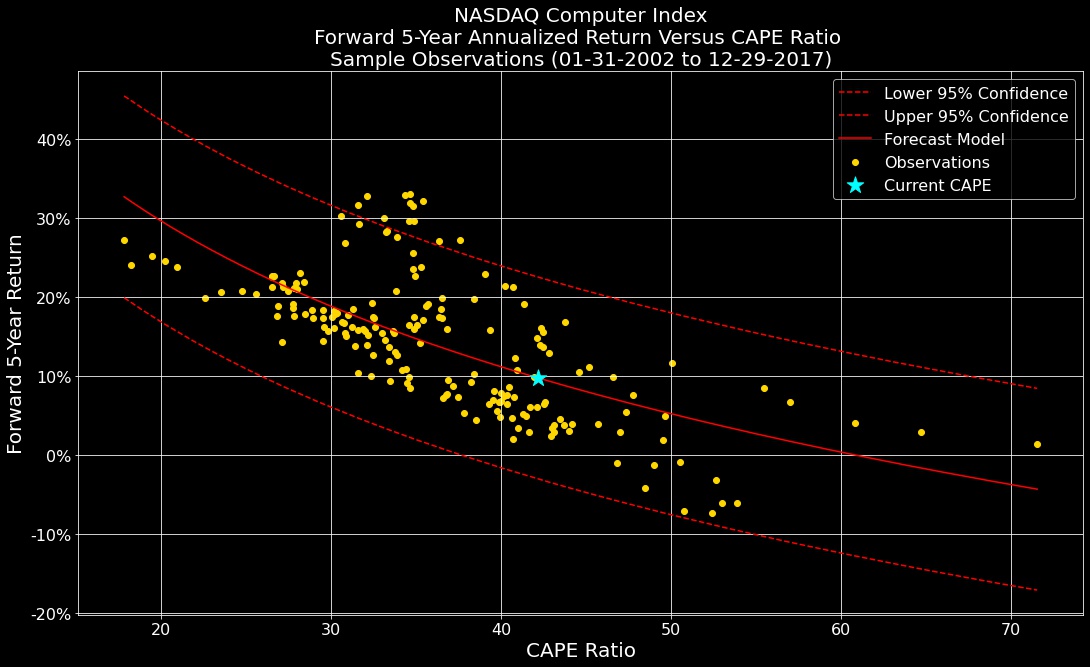 NASDAQ Computer Index
Forward 5-Year Annualized Return Versus CAPE Ratio
Sample Observations (01-31-2002 to 12-29-2017)
Lower 95% Confidence
Upper 95% Confidence
Forecast Model
Observations
Current CAPE
Forward 5-Year Return
40%
30%
20%
10%
0%
-10%
-20%
20 30 40 50 60 70
CAPE Ratio